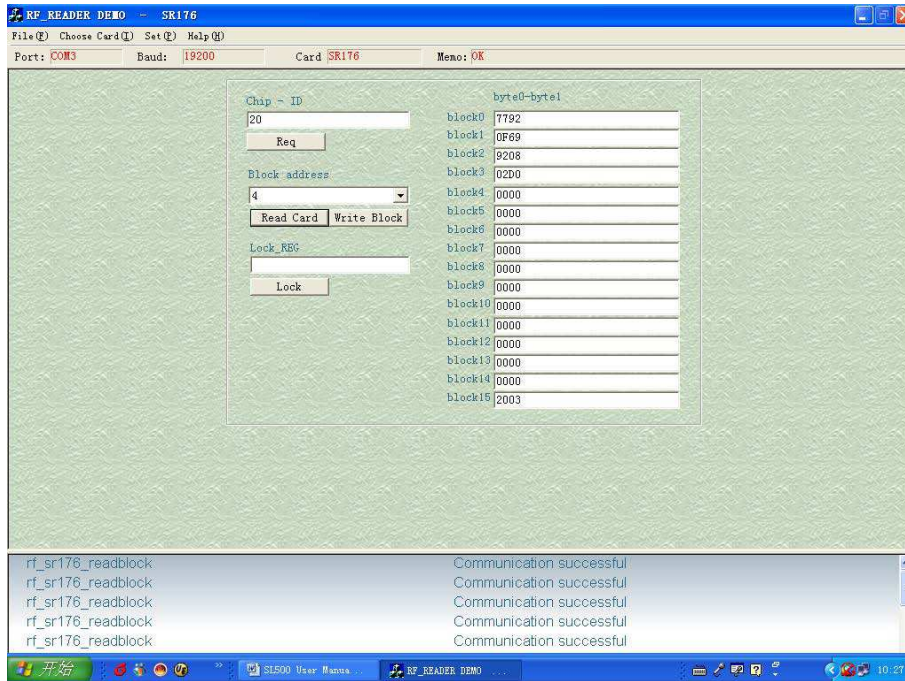 RF_READER DEMO - SR176
File(F) Choose Card(I) Set(P) Help(H)
Port: COM3 Baud: 19200 Card SR176 Memo: OK
Chip - ID
20
Req
Block address
4
Read Card Write Block
Lock_REG
Lock
byte0-byte1
block0 7792
block1 0F69
block2 9208
block3 02D0
block4 0000
block5 0000
block6 0000
block7 0000
block8 0000
block9 0000
block10 0000
block11 0000
block12 0000
block13 0000
block14 0000
block15 2003
rf_sr176_readblock Communication successful
rf_sr176_readblock Communication successful
rf_sr176_readblock Communication successful
rf_sr176_readblock Communication successful
rf_sr176_readblock Communication successful
开始 SL500 User Manua... RF_READER DEMO ... 10:27